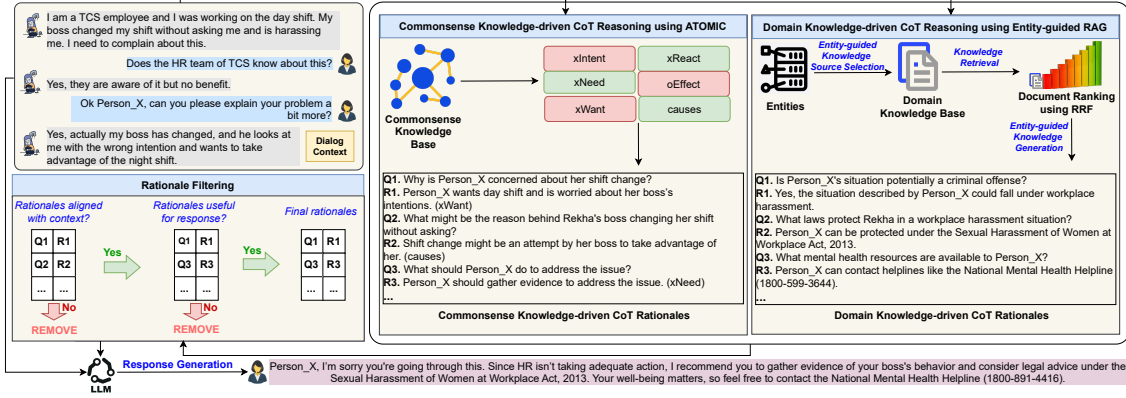 I am a TCS employee and I was working on the day shift. My
boss changed my shift without asking me and is harassing
me. I need to complain about this.
Does the HR team of TCS know about this?
Yes, they are aware of it but no benefit.
Ok Person_X, can you please explain your problem a
bit more?
Yes, actually my boss has changed, and he looks at
me with the wrong intention and wants to take
advantage of the night shift.
Dialog
Context
Rationale Filtering
Rationales aligned
with context?
Rationales useful
for response?
Final rationales
Q1 R1
Q2 R2
... ...
Yes
Q1 R1
Q3 R3
... ...
Yes
Q1 R1
Q3 R3
... ...
No
REMOVE
No
REMOVE
Commonsense Knowledge-driven CoT Reasoning using ATOMIC
Commonsense
Knowledge
Base
xIntent xReact
xNeed oEffect
xWant causes
Q1. Why is Person_X concerned about her shift change?
R1. Person_X wants day shift and is worried about her boss's
intentions. (xWant)
Q2. What might be the reason behind Rekha's boss changing her shift
without asking?
R2. Shift change might be an attempt by her boss to take advantage of
her. (causes)
Q3. What should Person_X do to address the issue?
R3. Person_X should gather evidence to address the issue. (xNeed)
...
Commonsense Knowledge-driven CoT Rationales
Domain Knowledge-driven CoT Reasoning using Entity-guided RAG
Entities
Entity-guided
Knowledge
Source Selection
Domain
Knowledge Base
Knowledge
Retrieval
Document Ranking
using RRF
Entity-guided
Knowledge
Generation
Q1. Is Person_X's situation potentially a criminal offense?
R1. Yes, the situation described by Person_X could fall under workplace
harassment.
Q2. What laws protect Rekha in a workplace harassment situation?
R2. Person_X can be protected under the Sexual Harassment of Women at
Workplace Act, 2013.
Q3. What mental health resources are available to Person_X?
R3. Person_X can contact helplines like the National Mental Health Helpline
(1800-599-3644).
...
Domain Knowledge-driven CoT Rationales
LLM
Response Generation
Person_X, I'm sorry you're going through this. Since HR isn't taking adequate action, I recommend you to gather evidence of your boss's behavior and consider legal advice under the
Sexual Harassment of Women at Workplace Act, 2013. Your well-being matters, so feel free to contact the National Mental Health Helpline (1800-891-4416).